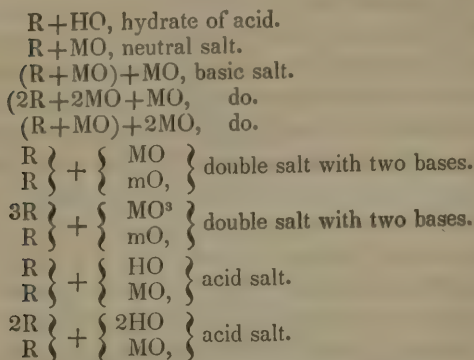 R+HO, hydrate of acid.
R+MO, neutral salt.
(R+MO)+MO, basic salt.
(2R+2MO+MO, do.
(R+MO)+2MO, do.
R } + { MO } double salt with two bases.
R } + { mO, }
3R } + { MO³ } double salt with two bases.
R } + { mO, }
R } + { HO } acid salt.
R } + { MO, }
2R } + { 2HO } acid salt.
R } + { MO, }